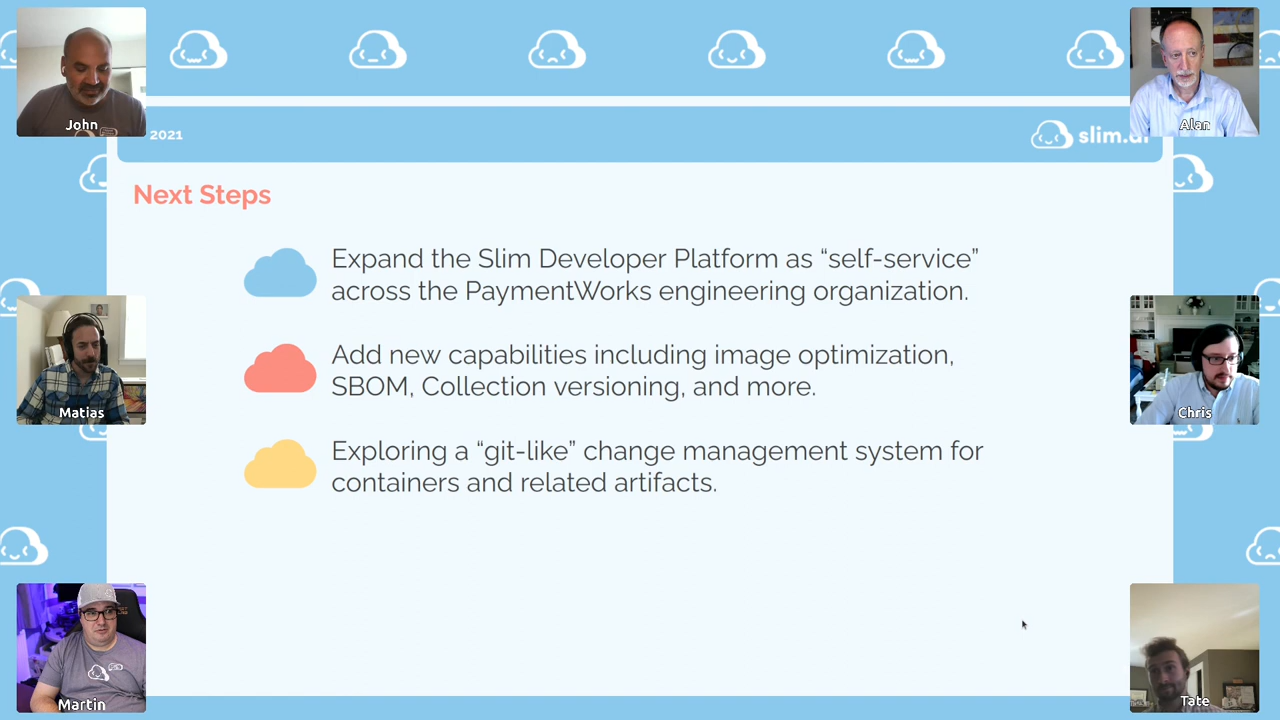 John
Alan
2021
slim.ai
Next Steps
Expand the Slim Developer Platform as “self-service”
across the PaymentWorks engineering organization.
Add new capabilities including image optimization,
SBOM, Collection versioning, and more.
Matias
Chris
Exploring a “git-like” change management system for
containers and related artifacts.
Martin
Tate